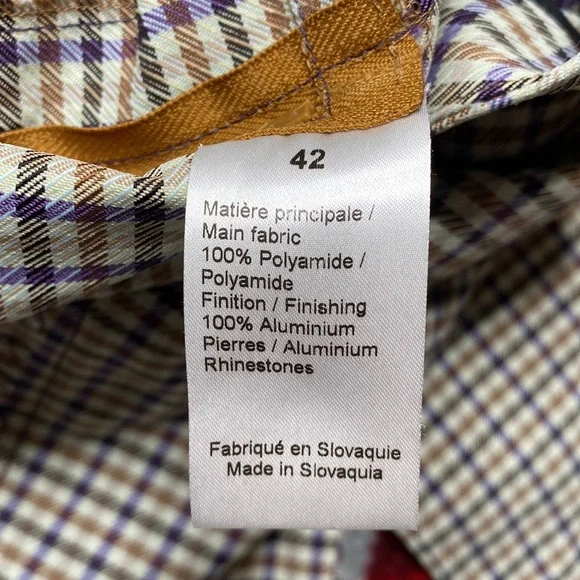 42
Matière principale /
Main fabric
100% Polyamide /
Polyamide
Finition / Finishing
100% Aluminium
Pierres / Aluminium
Rhinestones
Fabriqué en Slovaquie
Made in Slovaquia